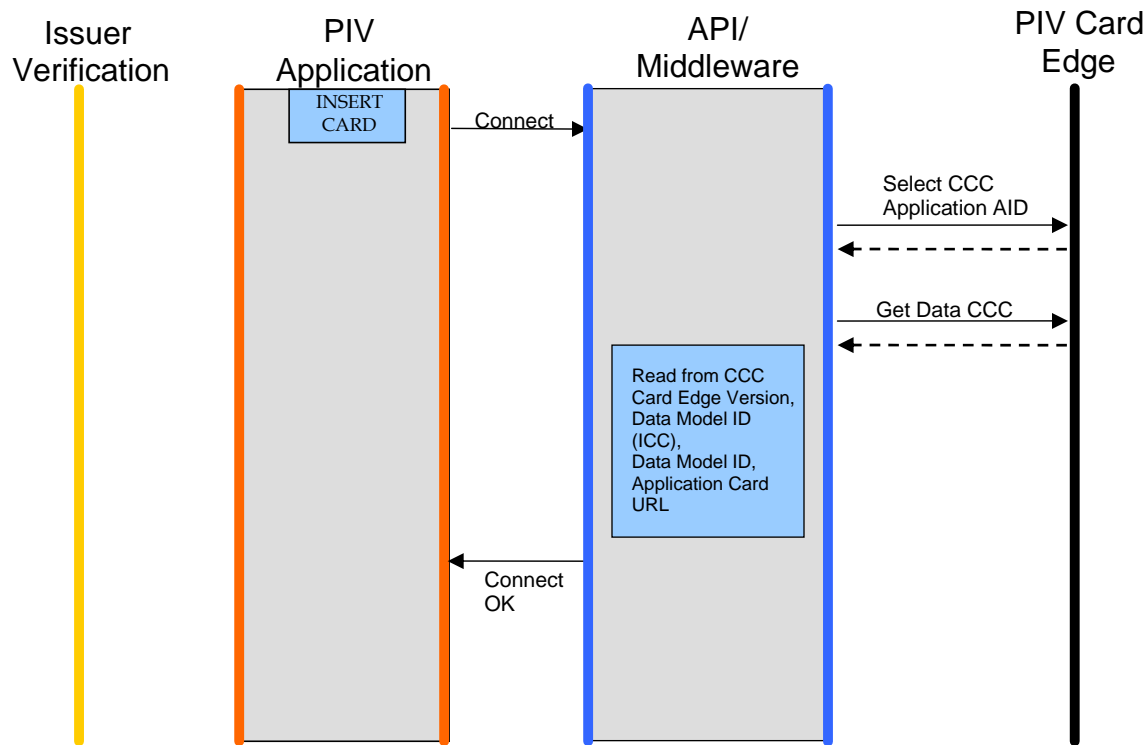 Issuer
Verification
PIV
Application
API/
Middleware
PIV Card
Edge
INSERT
CARD
Connect
Select CCC
Application AID
Get Data CCC
Read from CCC
Card Edge Version,
Data Model ID
(ICC),
Data Model ID,
Application Card
URL
Connect
OK